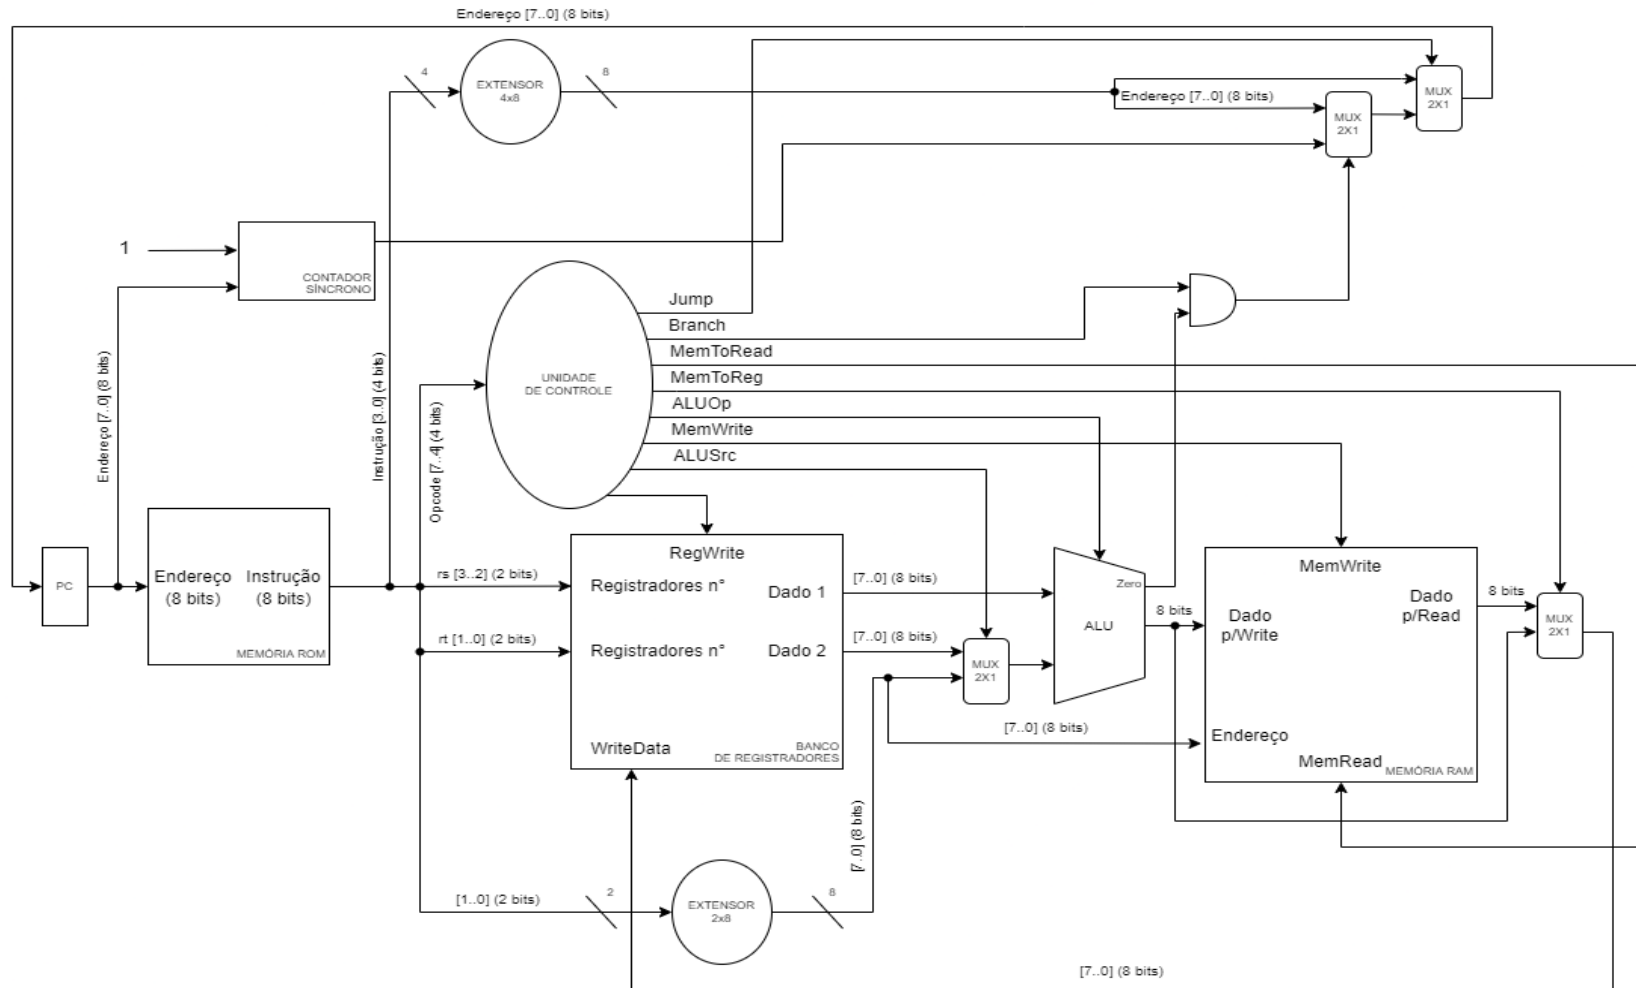 Endereço [7..0] (8 bits)
4
EXTENSOR
4x8
8
Endereço [7..0] (8 bits)
MUX
2X1
MUX
2X1
1
CONTADOR
SÍNCRONO
Endereço [7..0] (8 bits)
Instrução [3..0] (4 bits)
Opcode [7..4] (4 bits)
UNIDADE
DE CONTROLE
Jump
Branch
MemToRead
MemToReg
ALUOp
MemWrite
ALUSrc
PC
Endereço
(8 bits)
Instrução
(8 bits)
MEMÓRIA ROM
rs [3..2] (2 bits)
rt [1..0] (2 bits)
RegWrite
Registradores n°
Registradores n°
Dado 1
Dado 2
WriteData
BANCO
DE REGISTRADORES
[7..0] (8 bits)
[7..0] (8 bits)
MUX
2X1
Zero
ALU
8 bits
[7..0] (8 bits)
MemWrite
Dado
p/Write
Dado
p/Read
Endereço
MemRead
MEMÓRIA RAM
8 bits
MUX
2X1
[7..0] (8 bits)
[1..0] (2 bits)
2
EXTENSOR
2x8
8
[7..0] (8 bits)